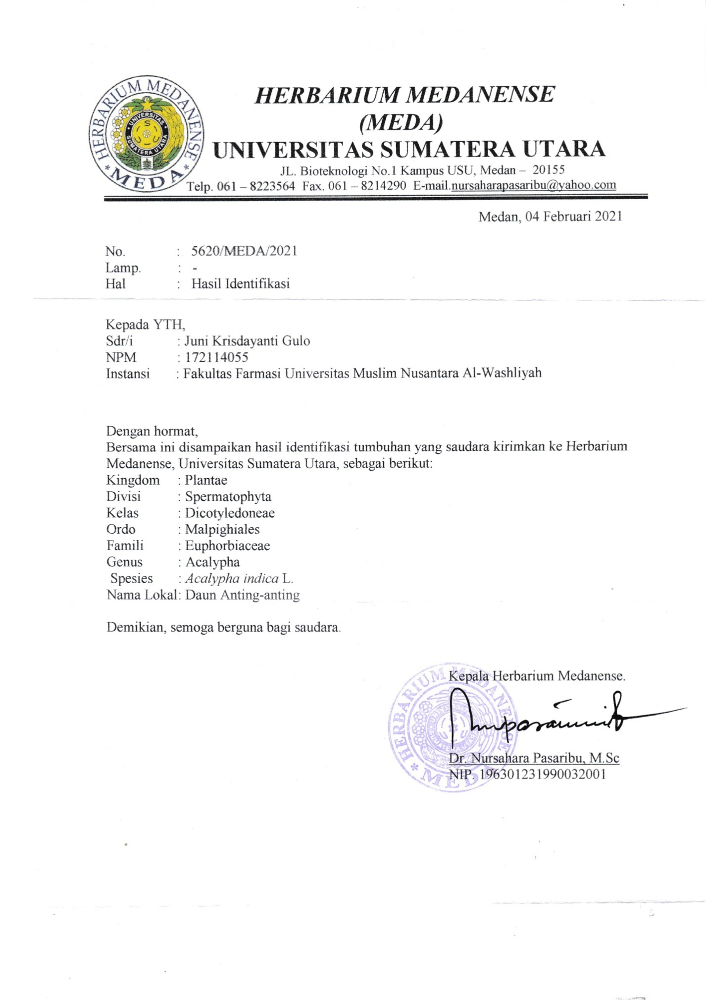 HERBARIUM MEDANENSE
* MEDA *
UNIVERSITAS
SUMATERA UTARA
HERBARIUM MEDANENSE
(MEDA)
UNIVERSITAS SUMATERA UTARA
JL. Bioteknologi No.1 Kampus USU, Medan – 20155
Telp. 061 – 8223564 Fax. 061 – 8214290 E-mail.nursaharapasaribu@yahoo.com
Medan, 04 Februari 2021
No. : 5620/MEDA/2021
Lamp. : -
Hal : Hasil Identifikasi
Kepada YTH,
Sdr/i : Juni Krisdayanti Gulo
NPM : 172114055
Instansi : Fakultas Farmasi Universitas Muslim Nusantara Al-Washliyah
Dengan hormat,
Bersama ini disampaikan hasil identifikasi tumbuhan yang saudara kirimkan ke Herbarium
Medanense, Universitas Sumatera Utara, sebagai berikut:
Kingdom : Plantae
Divisi : Spermatophyta
Kelas : Dicotyledoneae
Ordo : Malpighiales
Famili : Euphorbiaceae
Genus : Acalypha
Spesies : Acalypha indica L.
Nama Lokal: Daun Anting-anting
Demikian, semoga berguna bagi saudara.
Kepala Herbarium Medanense.
HERBARIUM MEDANENSE
* MEDA
UNIVERSITAS
SUMATERA UTARA
Dr. Nursahara Pasaribu, M.Sc
NIP. 196301231990032001